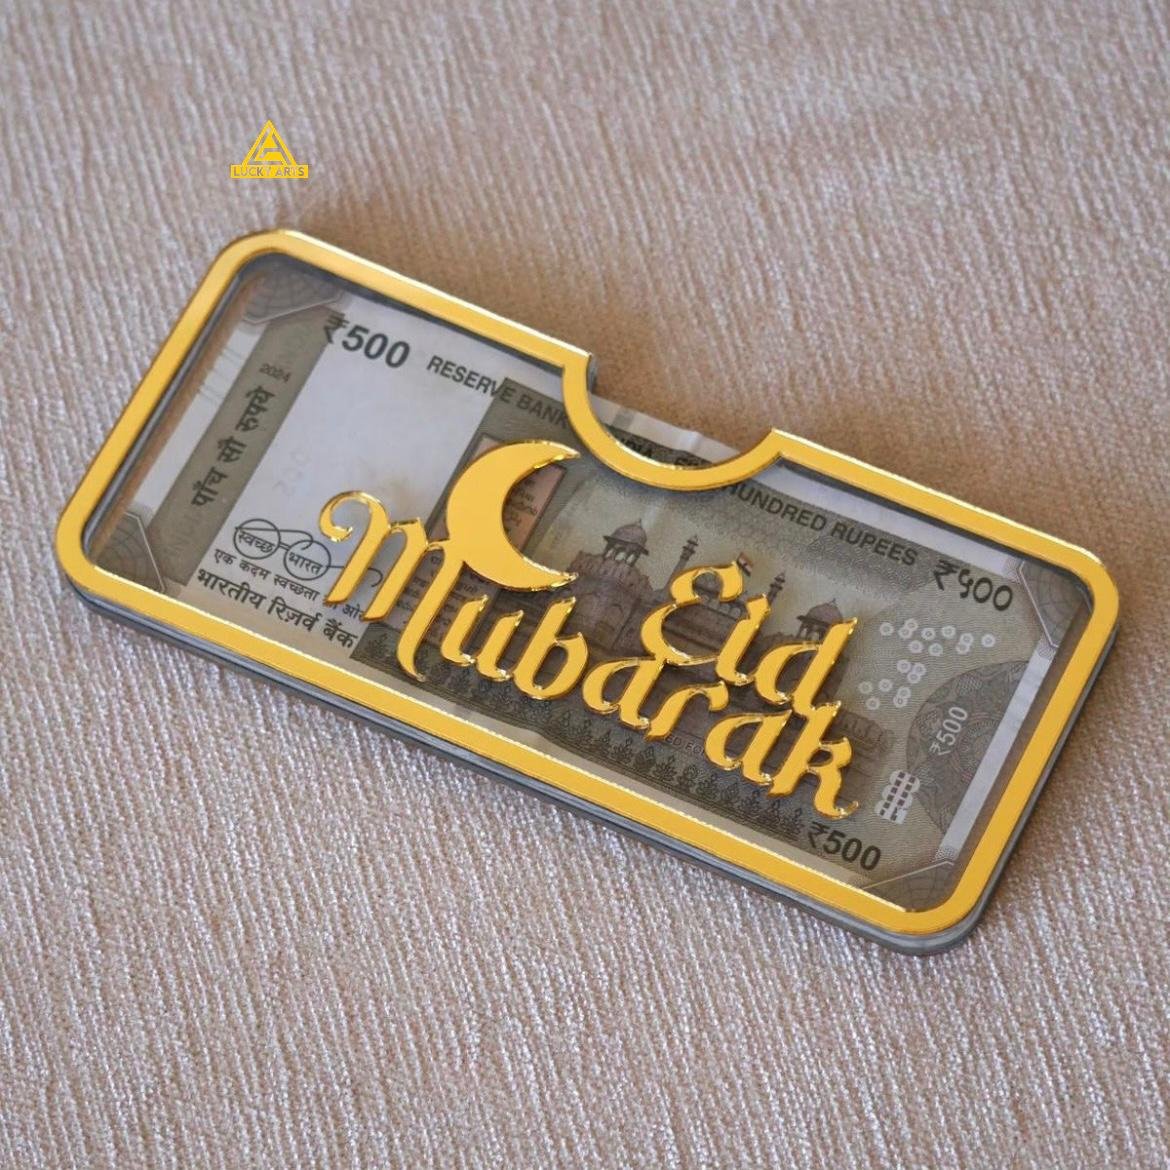 LUCKY ARTS
₹500
RESERVE BANK
HUNDRED RUPEES
₹५००
2024
पाँच सौ रुपये
स्वच्छ भारत
एक कदम स्वच्छता की ओर
भारतीय रिज़र्व बैंक
Eid
Mubarak
₹500
₹500